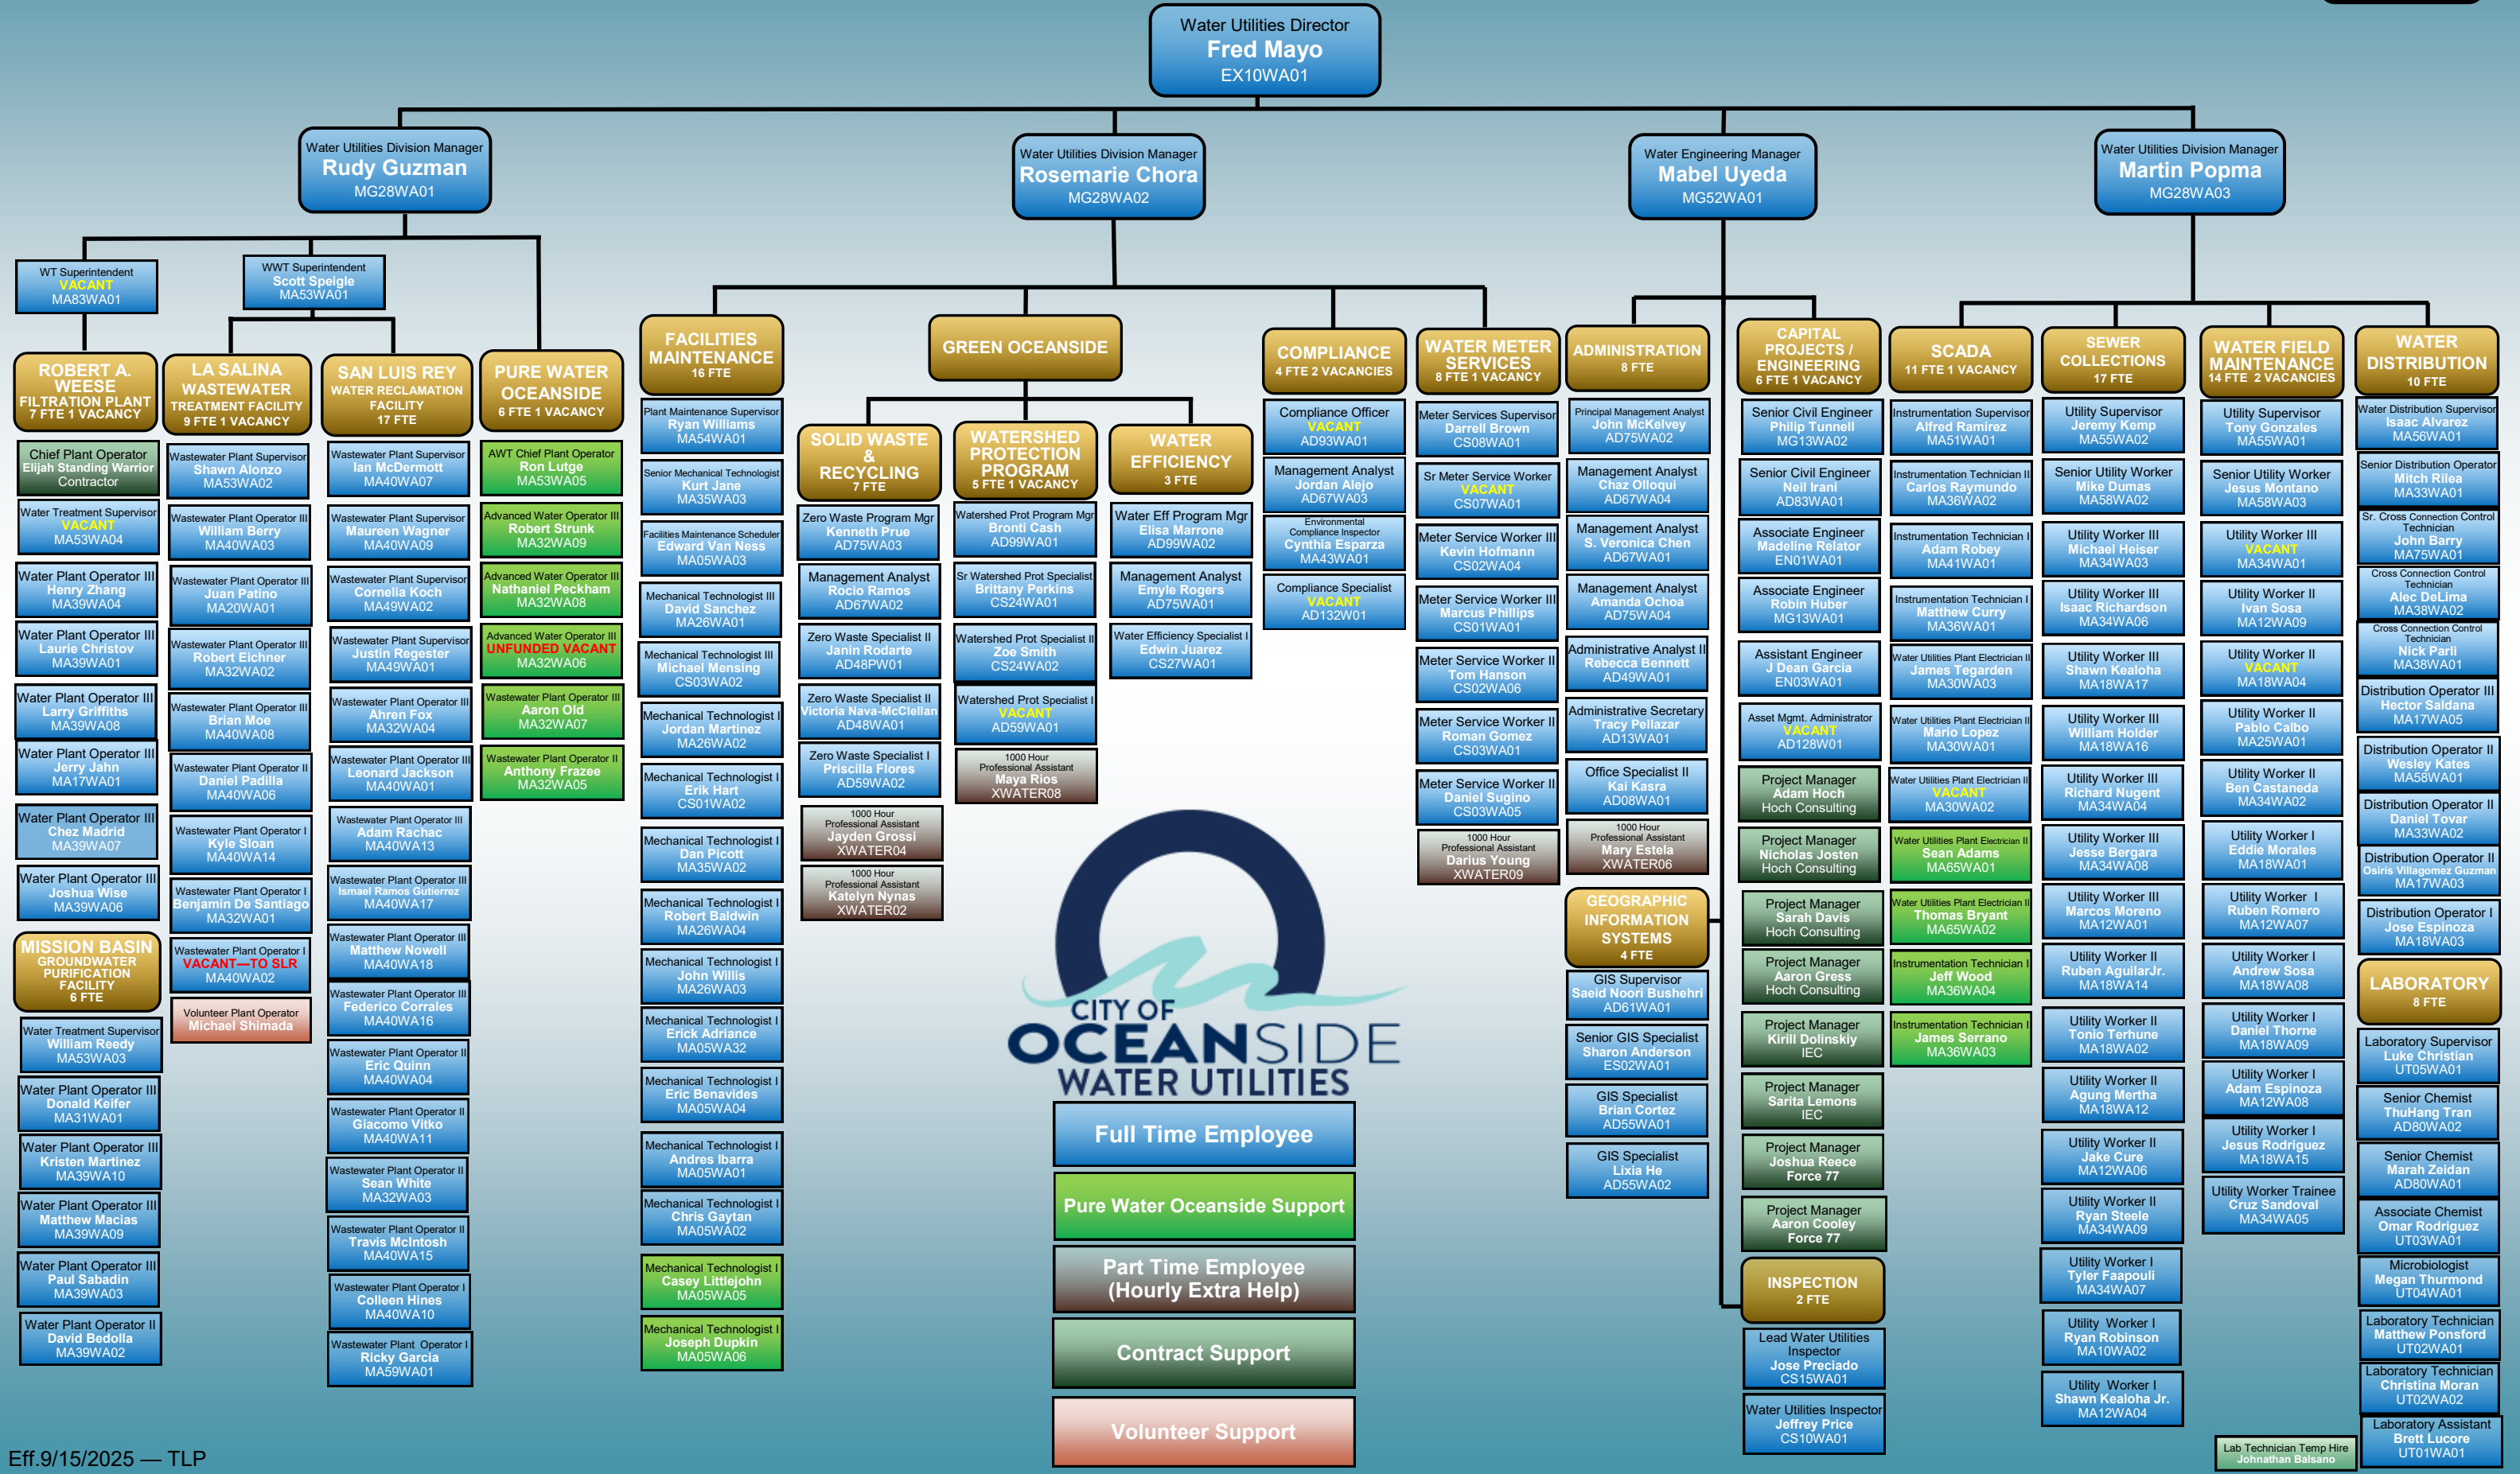 Water Utilities Director
Fred Mayo
EX10WA01
Water Utilities Division Manager
Rudy Guzman
MG28WA01
Water Utilities Division Manager
Rosemarie Chora
MG28WA02
Water Engineering Manager
Mabel Uyeda
MG52WA01
Water Utilities Division Manager
Martin Popma
MG28WA03
WT Superintendent
VACANT
MA83WA01
WWT Superintendent
Scott Speigle
MA53WA01
ROBERT A.
WEESE
FILTRATION PLANT
7 FTE 1 VACANCY
Chief Plant Operator
Elijah Standing Warrior
Contractor
Water Treatment Supervisor
VACANT
MA53WA04
Water Plant Operator III
Henry Zhang
MA39WA04
Water Plant Operator III
Laurie Christov
MA39WA01
Water Plant Operator III
Larry Griffiths
MA39WA08
Water Plant Operator III
Jerry Jahn
MA17WA01
Water Plant Operator III
Chez Madrid
MA39WA07
Water Plant Operator III
Joshua Wise
MA39WA06
MISSION BASIN
GROUNDWATER
PURIFICATION
FACILITY
6 FTE
Water Treatment Supervisor
William Reedy
MA53WA03
Water Plant Operator III
Donald Keifer
MA31WA01
Water Plant Operator III
Kristen Martinez
MA39WA10
Water Plant Operator III
Matthew Macias
MA39WA09
Water Plant Operator III
Paul Sabadin
MA39WA03
Water Plant Operator II
David Bedolla
MA39WA02
LA SALINA
WASTEWATER
TREATMENT FACILITY
9 FTE 1 VACANCY
Wastewater Plant Supervisor
Shawn Alonzo
MA53WA02
Wastewater Plant Operator III
William Berry
MA40WA03
Wastewater Plant Operator III
Juan Patino
MA20WA01
Wastewater Plant Operator III
Robert Eichner
MA32WA02
Wastewater Plant Operator III
Brian Moe
MA40WA08
Wastewater Plant Operator II
Daniel Padilla
MA40WA06
Wastewater Plant Operator I
Kyle Sloan
MA40WA14
Wastewater Plant Operator I
Benjamin De Santiago
MA32WA01
Wastewater Plant Operator I
VACANT—TO SLR
MA40WA02
Volunteer Plant Operator
Michael Shimada
SAN LUIS REY
WATER RECLAMATION
FACILITY
17 FTE
Wastewater Plant Supervisor
Ian McDermott
MA40WA07
Wastewater Plant Supervisor
Maureen Wagner
MA40WA09
Wastewater Plant Supervisor
Cornelia Koch
MA49WA02
Wastewater Plant Supervisor
Justin Regester
MA49WA01
Wastewater Plant Operator III
Ahren Fox
MA32WA04
Wastewater Plant Operator III
Leonard Jackson
MA40WA01
Wastewater Plant Operator III
Adam Rachac
MA40WA13
Wastewater Plant Operator III
Ismael Ramos Gutierrez
MA40WA17
Wastewater Plant Operator III
Matthew Nowell
MA40WA18
Wastewater Plant Operator III
Federico Corrales
MA40WA16
Wastewater Plant Operator II
Eric Quinn
MA40WA04
Wastewater Plant Operator II
Giacomo Vitko
MA40WA11
Wastewater Plant Operator II
Sean White
MA32WA03
Wastewater Plant Operator II
Travis McIntosh
MA40WA15
Wastewater Plant Operator I
Colleen Hines
MA40WA10
Wastewater Plant Operator I
Ricky Garcia
MA59WA01
PURE WATER
OCEANSIDE
6 FTE 1 VACANCY
AWT Chief Plant Operator
Ron Lutge
MA53WA05
Advanced Water Operator III
Robert Strunk
MA32WA09
Advanced Water Operator III
Nathaniel Peckham
MA32WA08
Advanced Water Operator III
UNFUNDED VACANT
MA32WA06
Wastewater Plant Operator III
Aaron Old
MA32WA07
Wastewater Plant Operator II
Anthony Frazee
MA32WA05
FACILITIES
MAINTENANCE
16 FTE
Plant Maintenance Supervisor
Ryan Williams
MA54WA01
Senior Mechanical Technologist
Kurt Jane
MA35WA03
Facilities Maintenance Scheduler
Edward Van Ness
MA05WA03
Mechanical Technologist III
David Sanchez
MA26WA01
Mechanical Technologist III
Michael Mensing
CS03WA02
Mechanical Technologist I
Jordan Martinez
MA26WA02
Mechanical Technologist I
Erik Hart
CS01WA02
Mechanical Technologist I
Dan Picott
MA35WA02
Mechanical Technologist I
Robert Baldwin
MA26WA04
Mechanical Technologist I
John Willis
MA26WA03
Mechanical Technologist I
Erick Adriance
MA05WA32
Mechanical Technologist I
Eric Benavides
MA05WA04
Mechanical Technologist I
Andres Ibarra
MA05WA01
Mechanical Technologist I
Chris Gaytan
MA05WA02
Mechanical Technologist I
Casey Littlejohn
MA05WA05
Mechanical Technologist I
Joseph Dupkin
MA05WA06
GREEN OCEANSIDE
SOLID WASTE
&
RECYCLING
7 FTE
Zero Waste Program Mgr
Kenneth Prue
AD75WA03
Management Analyst
Rocio Ramos
AD67WA02
Zero Waste Specialist II
Janin Rodarte
AD48PW01
Zero Waste Specialist II
Victoria Nava-McClellan
AD48WA01
Zero Waste Specialist I
Priscilla Flores
AD59WA02
1000 Hour
Professional Assistant
Jayden Grossi
XWATER04
1000 Hour
Professional Assistant
Katelyn Nynas
XWATER02
WATERSHED
PROTECTION
PROGRAM
5 FTE 1 VACANCY
Watershed Prot Program Mgr
Bronti Cash
AD99WA01
Sr Watershed Prot Specialist
Brittany Perkins
CS24WA01
Watershed Prot Specialist II
Zoe Smith
CS24WA02
Watershed Prot Specialist I
VACANT
AD59WA01
1000 Hour
Professional Assistant
Maya Rios
XWATER08
WATER
EFFICIENCY
3 FTE
Water Eff Program Mgr
Elisa Marrone
AD99WA02
Management Analyst
Emyle Rogers
AD75WA01
Water Efficiency Specialist I
Edwin Juarez
CS27WA01
COMPLIANCE
4 FTE 2 VACANCIES
Compliance Officer
VACANT
AD93WA01
Management Analyst
Jordan Alejo
AD67WA03
Environmental
Compliance Inspector
Cynthia Esparza
MA43WA01
Compliance Specialist
VACANT
AD132W01
WATER METER
SERVICES
8 FTE 1 VACANCY
Meter Services Supervisor
Darrell Brown
CS08WA01
Sr Meter Service Worker
VACANT
CS07WA01
Meter Service Worker III
Kevin Hofmann
CS02WA04
Meter Service Worker III
Marcus Phillips
CS01WA01
Meter Service Worker II
Tom Hanson
CS02WA06
Meter Service Worker II
Roman Gomez
CS03WA01
Meter Service Worker II
Daniel Sugino
CS03WA05
1000 Hour
Professional Assistant
Darius Young
XWATER09
ADMINISTRATION
8 FTE
Principal Management Analyst
John McKelvey
AD75WA02
Management Analyst
Chaz Olloqui
AD67WA04
Management Analyst
S. Veronica Chen
AD67WA01
Management Analyst
Amanda Ochoa
AD75WA04
Administrative Analyst II
Rebecca Bennett
AD49WA01
Administrative Secretary
Tracy Pellazar
AD13WA01
Office Specialist II
Kai Kasra
AD08WA01
1000 Hour
Professional Assistant
Mary Estela
XWATER06
GEOGRAPHIC
INFORMATION
SYSTEMS
4 FTE
GIS Supervisor
Saeid Noori Bushehri
AD61WA01
Senior GIS Specialist
Sharon Anderson
ES02WA01
GIS Specialist
Brian Cortez
AD55WA01
GIS Specialist
Lixia He
AD55WA02
CAPITAL
PROJECTS /
ENGINEERING
6 FTE 1 VACANCY
Senior Civil Engineer
Philip Tunnell
MG13WA02
Senior Civil Engineer
Neil Irani
AD83WA01
Associate Engineer
Madeline Relator
EN01WA01
Associate Engineer
Robin Huber
MG13WA01
Assistant Engineer
J Dean Garcia
EN03WA01
Asset Mgmt. Administrator
VACANT
AD128W01
Project Manager
Adam Hoch
Hoch Consulting
Project Manager
Nicholas Josten
Hoch Consulting
Project Manager
Sarah Davis
Hoch Consulting
Project Manager
Aaron Gress
Hoch Consulting
Project Manager
Kirill Dolinskiy
IEC
Project Manager
Sarita Lemons
IEC
Project Manager
Joshua Reece
Force 77
Project Manager
Aaron Cooley
Force 77
INSPECTION
2 FTE
Lead Water Utilities
Inspector
Jose Preciado
CS15WA01
Water Utilities Inspector
Jeffrey Price
CS10WA01
SCADA
11 FTE 1 VACANCY
Instrumentation Supervisor
Alfred Ramirez
MA51WA01
Instrumentation Technician II
Carlos Raymundo
MA36WA02
Instrumentation Technician I
Adam Robey
MA41WA01
Instrumentation Technician I
Matthew Curry
MA36WA01
Water Utilities Plant Electrician II
James Tegarden
MA30WA03
Water Utilities Plant Electrician II
Mario Lopez
MA30WA01
Water Utilities Plant Electrician II
VACANT
MA30WA02
Water Utilities Plant Electrician II
Sean Adams
MA65WA01
Water Utilities Plant Electrician II
Thomas Bryant
MA65WA02
Instrumentation Technician I
Jeff Wood
MA36WA04
Instrumentation Technician I
James Serrano
MA36WA03
SEWER
COLLECTIONS
17 FTE
Utility Supervisor
Jeremy Kemp
MA55WA02
Senior Utility Worker
Mike Dumas
MA58WA02
Utility Worker III
Michael Heiser
MA34WA03
Utility Worker III
Isaac Richardson
MA34WA06
Utility Worker III
Shawn Kealoha
MA18WA17
Utility Worker III
William Holder
MA18WA16
Utility Worker III
Richard Nugent
MA34WA04
Utility Worker III
Jesse Bergara
MA34WA08
Utility Worker III
Marcos Moreno
MA12WA01
Utility Worker II
Ruben AguilarJr.
MA18WA14
Utility Worker II
Tonio Terhune
MA18WA02
Utility Worker II
Agung Mertha
MA18WA12
Utility Worker II
Jake Cure
MA12WA06
Utility Worker II
Ryan Steele
MA34WA09
Utility Worker I
Tyler Faapouli
MA34WA07
Utility Worker I
Ryan Robinson
MA10WA02
Utility Worker I
Shawn Kealoha Jr.
MA12WA04
WATER FIELD
MAINTENANCE
14 FTE 2 VACANCIES
Utility Supervisor
Tony Gonzales
MA55WA01
Senior Utility Worker
Jesus Montano
MA58WA03
Utility Worker III
VACANT
MA34WA01
Utility Worker II
Ivan Sosa
MA12WA09
Utility Worker II
VACANT
MA18WA04
Utility Worker II
Pablo Calbo
MA25WA01
Utility Worker II
Ben Castaneda
MA34WA02
Utility Worker I
Eddie Morales
MA18WA01
Utility Worker I
Ruben Romero
MA12WA07
Utility Worker I
Andrew Sosa
MA18WA08
Utility Worker I
Daniel Thorne
MA18WA09
Utility Worker I
Adam Espinoza
MA12WA08
Utility Worker I
Jesus Rodriguez
MA18WA15
Utility Worker Trainee
Cruz Sandoval
MA34WA05
WATER
DISTRIBUTION
10 FTE
Water Distribution Supervisor
Isaac Alvarez
MA56WA01
Senior Distribution Operator
Mitch Rilea
MA33WA01
Sr. Cross Connection Control
Technician
John Barry
MA75WA01
Cross Connection Control
Technician
Alec DeLima
MA38WA02
Cross Connection Control
Technician
Nick Parli
MA38WA01
Distribution Operator III
Hector Saldana
MA17WA05
Distribution Operator II
Wesley Kates
MA58WA01
Distribution Operator II
Daniel Tovar
MA33WA02
Distribution Operator II
Osiris Villagomez Guzman
MA17WA03
Distribution Operator I
Jose Espinoza
MA18WA03
LABORATORY
8 FTE
Laboratory Supervisor
Luke Christian
UT05WA01
Senior Chemist
ThuHang Tran
AD80WA02
Senior Chemist
Marah Zeidan
AD80WA01
Associate Chemist
Omar Rodriguez
UT03WA01
Microbiologist
Megan Thurmond
UT04WA01
Laboratory Technician
Matthew Ponsford
UT02WA01
Laboratory Technician
Christina Moran
UT02WA02
Laboratory Assistant
Brett Lucore
UT01WA01
Lab Technician Temp Hire
Johnathan Balsano
CITY OF
OCEANSIDE
WATER UTILITIES
Full Time Employee
Pure Water Oceanside Support
Part Time Employee
(Hourly Extra Help)
Contract Support
Volunteer Support
Eff.9/15/2025 — TLP